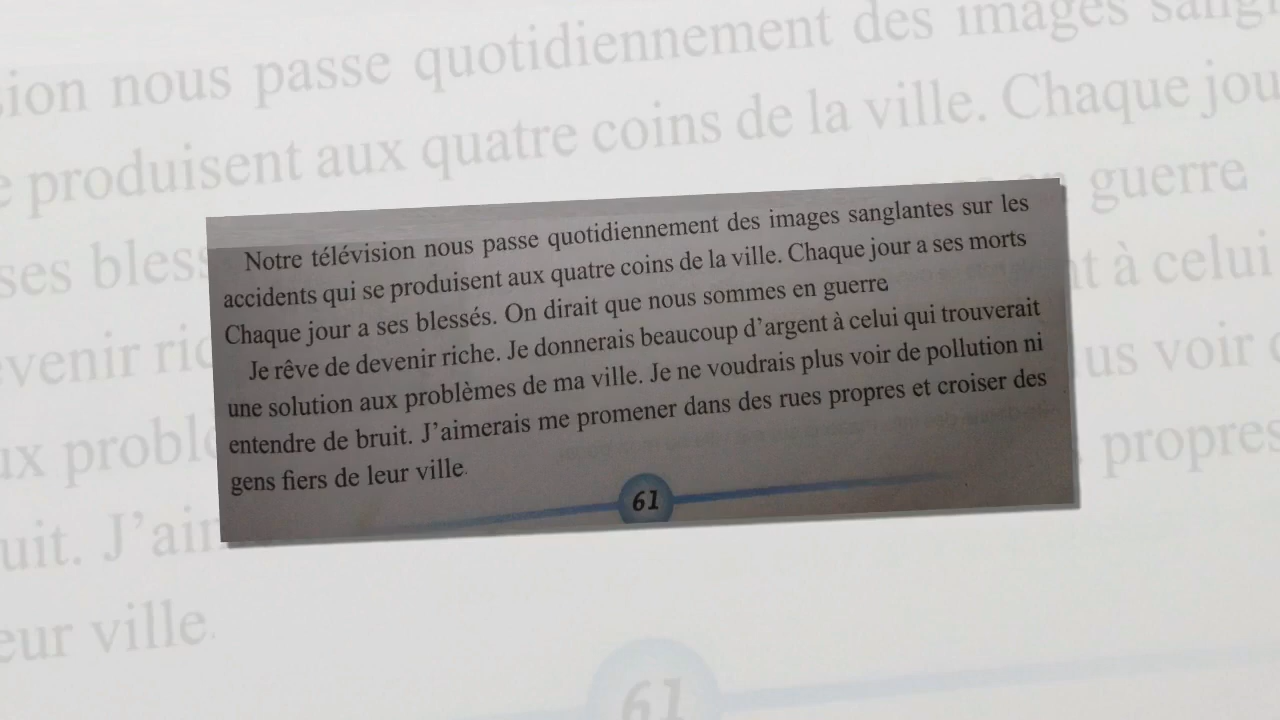 Notre télévision nous passe quotidiennement des images sanglantes sur les
accidents qui se produisent aux quatre coins de la ville. Chaque jour a ses morts
Chaque jour a ses blessés. On dirait que nous sommes en guerre
Je rêve de devenir riche. Je donnerais beaucoup d'argent à celui qui trouverait
une solution aux problèmes de ma ville. Je ne voudrais plus voir de pollution ni
entendre de bruit. J'aimerais me promener dans des rues propres et croiser des
gens fiers de leur ville.
61